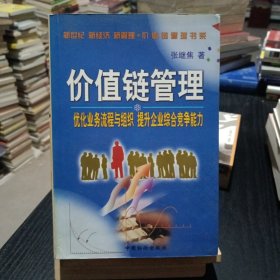 新世纪 新经济 新管理·价值链管理书系
张继焦 著
价值链管理
优化业务流程与组织 提升企业综合竞争能力